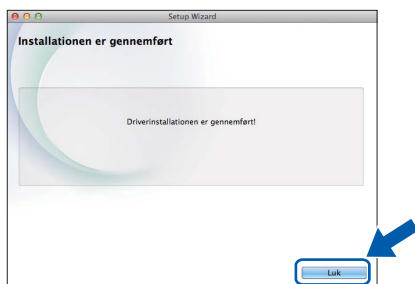 Setup Wizard
Installationen er gennemført
Driverinstallationen er gennemført!
Luk